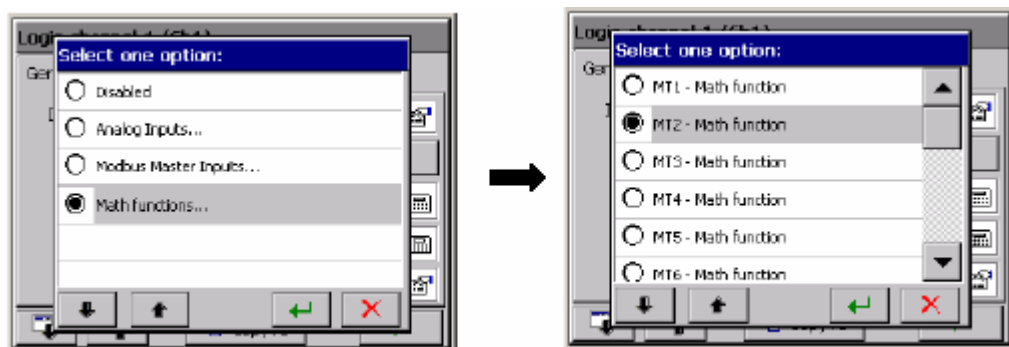 Select one option:
Disabled
Analog Inputs...
Modbus Master Inputs...
Math functions...
Select one option:
MT1 - Math function
MT2 - Math function
MT3 - Math function
MT4 - Math function
MT5 - Math function
MT6 - Math function